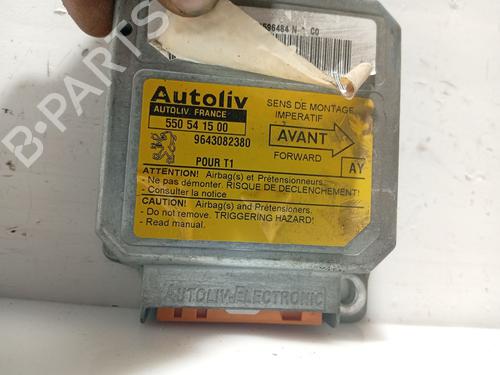 596484 N CO
Autoliv
AUTOLIV. FRANCE
550 54 15 00
9643082380
POUR T1
SENS DE MONTAGE
IMPERATIF
AVANT
FORWARD
AY
ATTENTION! Airbag(s) et Prétensionneurs.
- Ne pas démonter. RISQUE DE DECLENCHEMENT!
- Consulter la notice
CAUTION! Airbag(s) and Pretensioners.
- Do not remove. TRIGGERING HAZARD!
- Read manual.
AUTOLIV-ELECTRONIC
B-PARTS